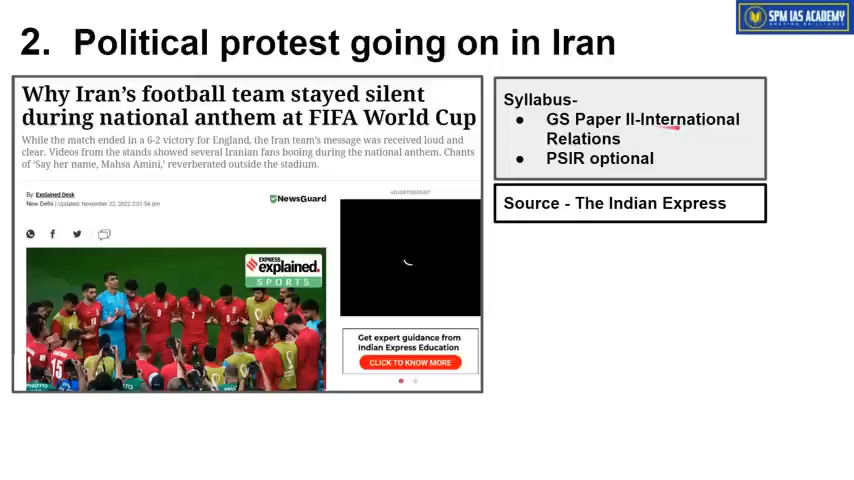 SPM IAS ACADEMY
2. Political protest going on in Iran
Why Iran's football team stayed silent
during national anthem at FIFA World Cup
While the match ended in a 6-2 victory for England, the Iran team's message was received loud and
clear. Videos from the stands showed several Iranian fans booing during the national anthem. Chants
of 'Say her name, Mahsa Amini,' reverberated outside the stadium.
By: Explained Desk
New Delhi | Updated: November 22, 2022 2:01:54 pm
NewsGuard
ADVERTISEMENT
EXPRESS
explained.
SPORTS
Get expert guidance from
Indian Express Education
CLICK TO KNOW MORE
Syllabus-
● GS Paper II-International
Relations
● PSIR optional
Source - The Indian Express